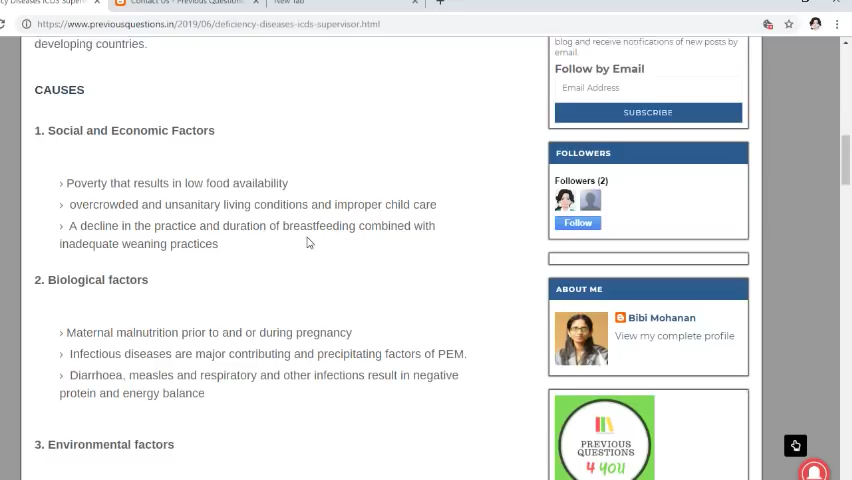 Contact Us - Previous Questions
New Tab
https://www.previousquestions.in/2019/06/deficiency-diseases-icds-supervisor.html
developing countries.
CAUSES
1. Social and Economic Factors
› Poverty that results in low food availability
› overcrowded and unsanitary living conditions and improper child care
› A decline in the practice and duration of breastfeeding combined with
inadequate weaning practices
2. Biological factors
› Maternal malnutrition prior to and or during pregnancy
› Infectious diseases are major contributing and precipitating factors of PEM.
› Diarrhoea, measles and respiratory and other infections result in negative
protein and energy balance
3. Environmental factors
blog and receive notifications of new posts by
email.
Follow by Email
Email Address
SUBSCRIBE
FOLLOWERS
Followers (2)
Follow
ABOUT ME
Bibi Mohanan
View my complete profile
PREVIOUS
QUESTIONS
4 YOU